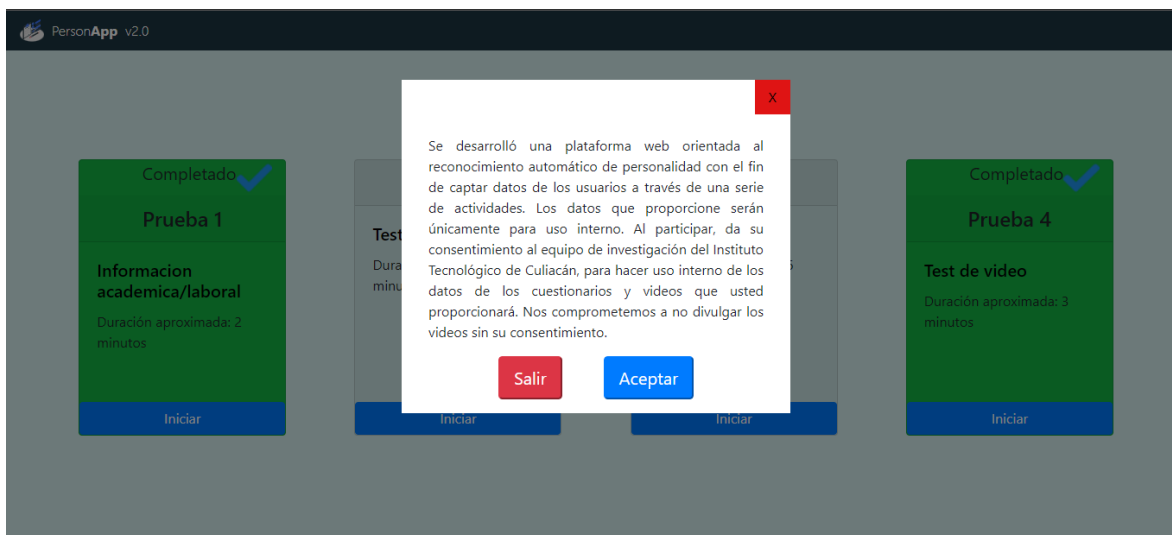 PersonApp v2.0
X
Se desarrolló una plataforma web orientada al
reconocimiento automático de personalidad con el fin
de captar datos de los usuarios a través de una serie
de actividades. Los datos que proporcione serán
únicamente para uso interno. Al participar, da su
consentimiento al equipo de investigación del Instituto
Tecnológico de Culiacán, para hacer uso interno de los
datos de los cuestionarios y videos que usted
proporcionará. Nos comprometemos a no divulgar los
videos sin su consentimiento.
Salir
Aceptar
Completado
Prueba 1
Informacion
academica/laboral
Duración aproximada: 2
minutos
Iniciar
Test
Iniciar
Iniciar
Completado
Prueba 4
Test de video
Duración aproximada: 3
minutos
Iniciar